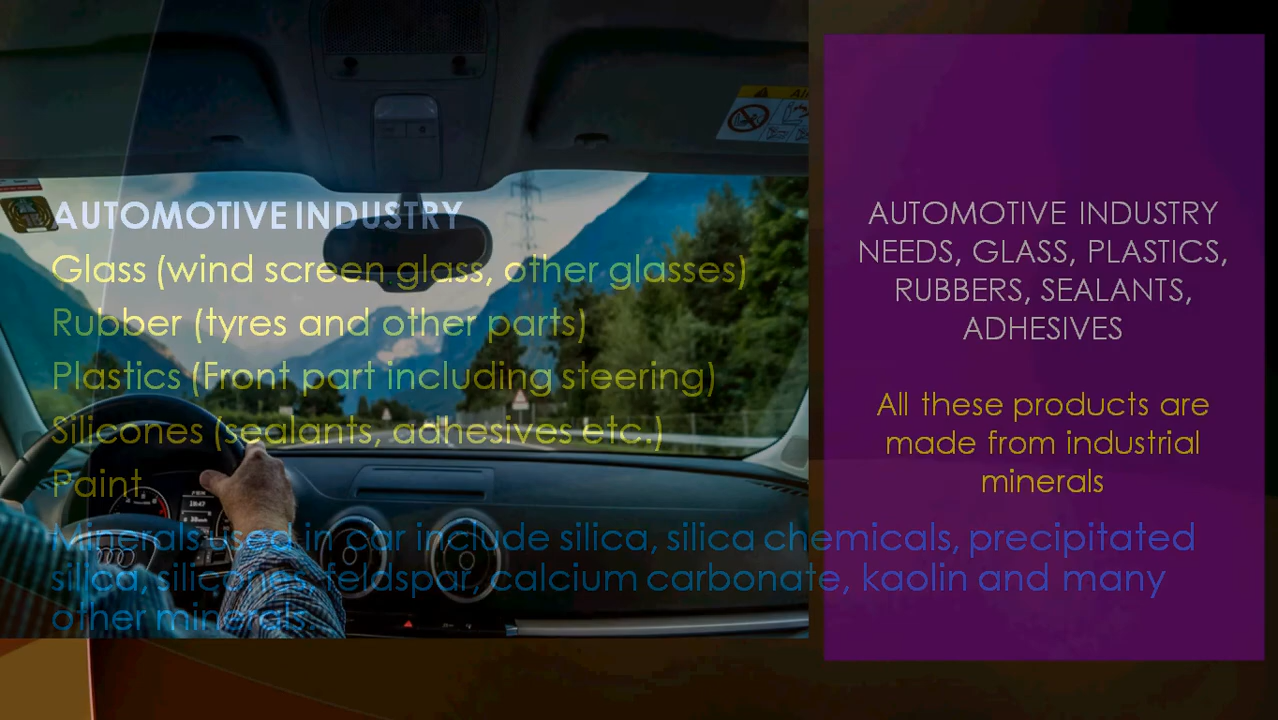 AUTOMOTIVE INDUSTRY
Glass (wind screen glass, other glasses)
Rubber (tyres and other parts)
Plastics (Front part including steering)
Silicones (sealants, adhesives etc.)
Paint
Minerals used in car include silica, silica chemicals, precipitated
silica, silicones, feldspar, calcium carbonate, kaolin and many
other minerals...
AUTOMOTIVE INDUSTRY
NEEDS, GLASS, PLASTICS,
RUBBERS, SEALANTS,
ADHESIVES
All these products are
made from industrial
minerals